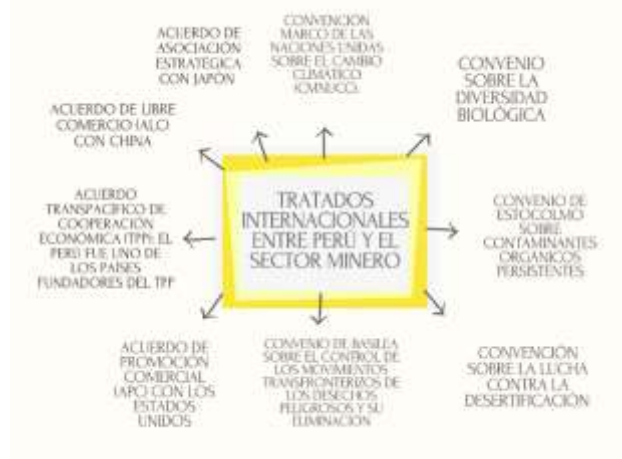 ACUERDO DE
ASOCIACIÓN
ESTRATÉGICA
CON JAPÓN
CONVENCIÓN
MARCO DE LAS
NACIONES UNIDAS
SOBRE EL CAMBIO
CLIMÁTICO
(CMNUCC).
CONVENIO
SOBRE LA
DIVERSIDAD
BIOLÓGICA
ACUERDO DE LIBRE
COMERCIO (ALC)
CON CHINA
TRATADOS
INTERNACIONALES
ENTRE PERÚ Y EL
SECTOR MINERO
ACUERDO
TRANSPACÍFICO DE
COOPERACIÓN
ECONÓMICA (TPP): EL
PERÚ FUE UNO DE
LOS PAÍSES
FUNDADORES DEL TPP
CONVENIO DE
ESTOCOLMO
SOBRE
CONTAMINANTES
ORGÁNICOS
PERSISTENTES
ACUERDO DE
PROMOCIÓN
COMERCIAL
(APC) CON LOS
ESTADOS
UNIDOS
CONVENIO DE BASILEA
SOBRE EL CONTROL DE
LOS MOVIMIENTOS
TRANSFRONTERIZOS DE
LOS DESECHOS
PELIGROSOS Y SU
ELIMINACIÓN
CONVENCIÓN
SOBRE LA LUCHA
CONTRA LA
DESERTIFICACIÓN